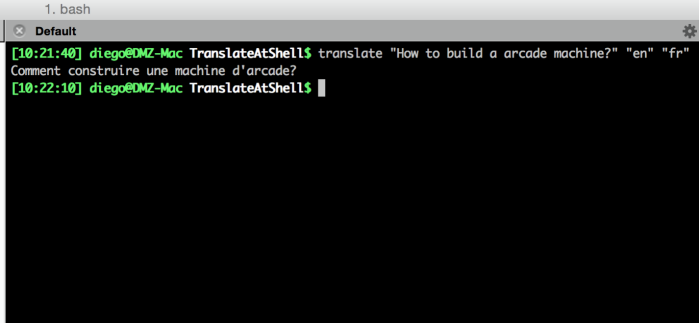 1. bash
Default
[10:21:40] diego@DMZ-Mac TranslateAtShell$ translate "How to build a arcade machine?" "en" "fr"
Comment construire une machine d'arcade?
[10:22:10] diego@DMZ-Mac TranslateAtShell$